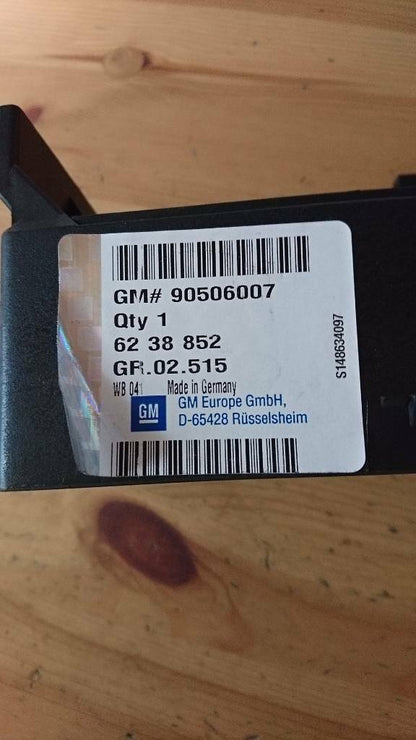 GM# 90506007
Qty 1
62 38 852
GR.02.515
WB 041 Made in Germany
GM
GM Europe GmbH,
D-65428 Rüsselsheim
S148634097